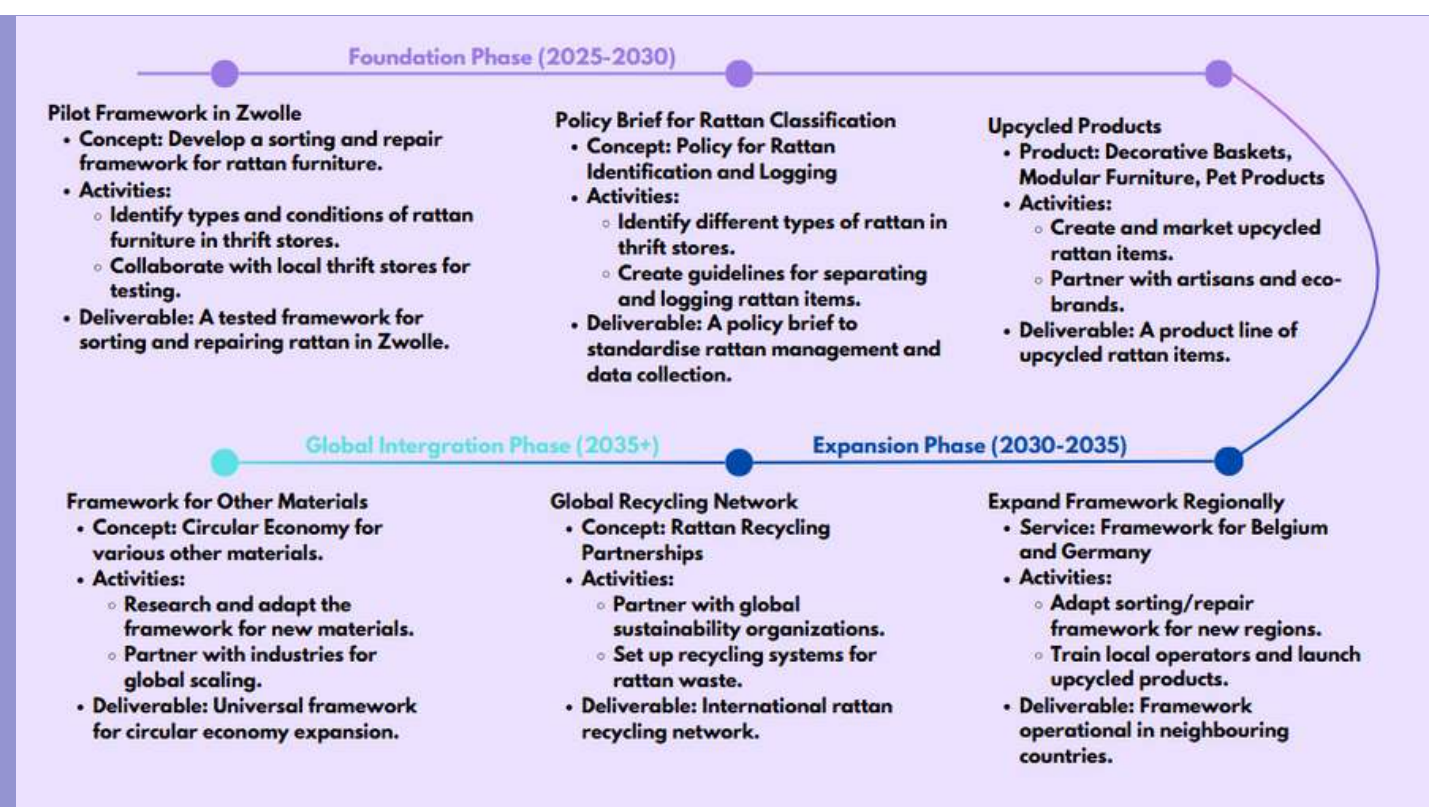 Foundation Phase (2025-2030)
Pilot Framework in Zwolle
• Concept: Develop a sorting and repair
framework for rattan furniture.
• Activities:
◦ Identify types and conditions of rattan
furniture in thrift stores.
◦ Collaborate with local thrift stores for
testing.
• Deliverable: A tested framework for
sorting and repairing rattan in Zwolle.
Policy Brief for Rattan Classification
• Concept: Policy for Rattan
Identification and Logging
• Activities:
◦ Identify different types of rattan in
thrift stores.
◦ Create guidelines for separating
and logging rattan items.
• Deliverable: A policy brief to
standardise rattan management and
data collection.
Upcycled Products
• Product: Decorative Baskets,
Modular Furniture, Pet Products
• Activities:
◦ Create and market upcycled
rattan items.
◦ Partner with artisans and eco-
brands.
• Deliverable: A product line of
upcycled rattan items.
Global Intergration Phase (2035+)
Expansion Phase (2030-2035)
Framework for Other Materials
• Concept: Circular Economy for
various other materials.
• Activities:
◦ Research and adapt the
framework for new materials.
◦ Partner with industries for
global scaling.
• Deliverable: Universal framework
for circular economy expansion.
Global Recycling Network
• Concept: Rattan Recycling
Partnerships
• Activities:
◦ Partner with global
sustainability organizations.
◦ Set up recycling systems for
rattan waste.
• Deliverable: International rattan
recycling network.
Expand Framework Regionally
• Service: Framework for Belgium
and Germany
• Activities:
◦ Adapt sorting/repair
framework for new regions.
◦ Train local operators and launch
upcycled products.
• Deliverable: Framework
operational in neighbouring
countries.